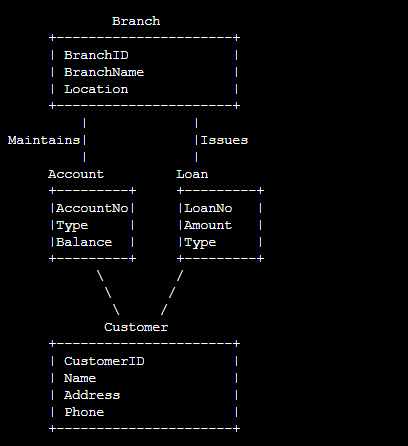 Branch
      +----------------------+
      | BranchID             |
      | BranchName           |
      | Location             |
      +----------------------+
          |             |
 Maintains|             |Issues
          |             |
      Account         Loan
      +---------+     +---------+
      |AccountNo|     |LoanNo   |
      |Type     |     |Amount   |
      |Balance  |     |Type     |
      +---------+     +---------+
            \         /
             \       /
              \     /
             Customer
      +----------------------+
      | CustomerID           |
      | Name                 |
      | Address              |
      | Phone                |
      +----------------------+